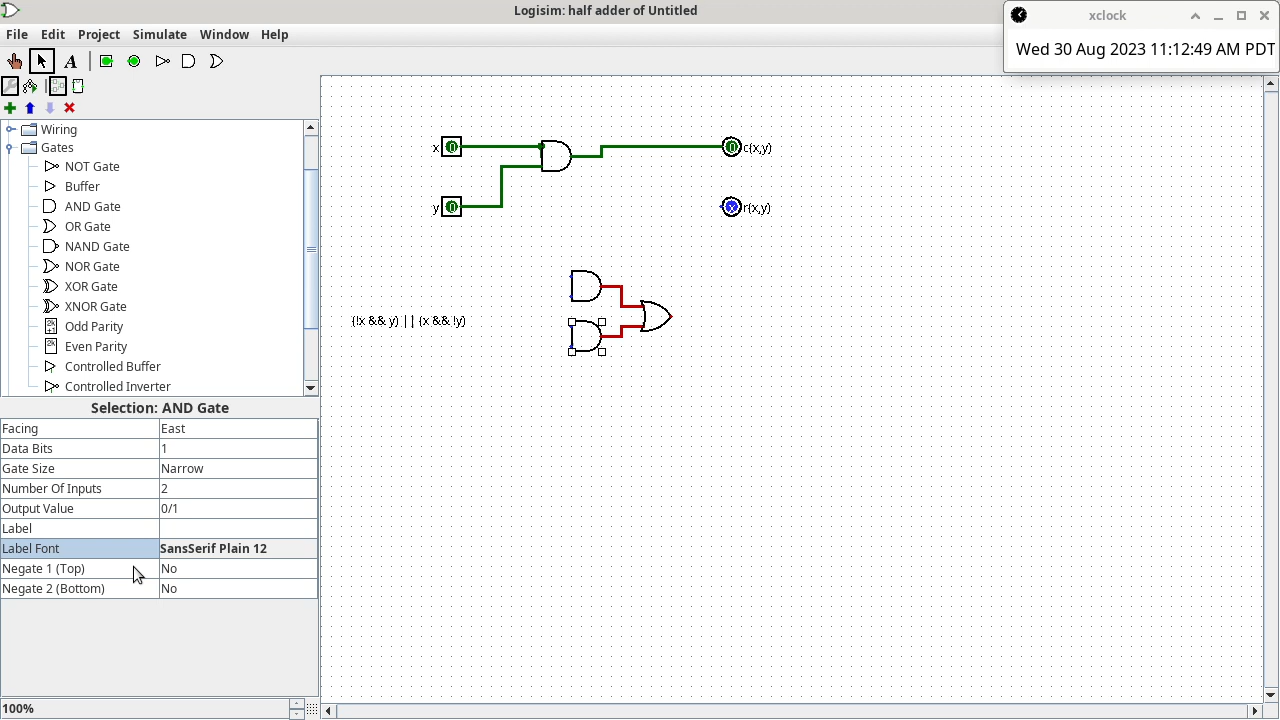 Logisim: half adder of Untitled
xclock
Wed 30 Aug 2023 11:12:49 AM PDT
File Edit Project Simulate Window Help
A
Wiring
Gates
NOT Gate
Buffer
AND Gate
OR Gate
NAND Gate
NOR Gate
XOR Gate
XNOR Gate
Odd Parity
Even Parity
Controlled Buffer
Controlled Inverter
Selection: AND Gate
Facing East
Data Bits 1
Gate Size Narrow
Number Of Inputs 2
Output Value 0/1
Label
Label Font SansSerif Plain 12
Negate 1 (Top) No
Negate 2 (Bottom) No
100%
x 0 0 c(x,y)
y 0 x r(x,y)
(!x && y) || (x && !y)